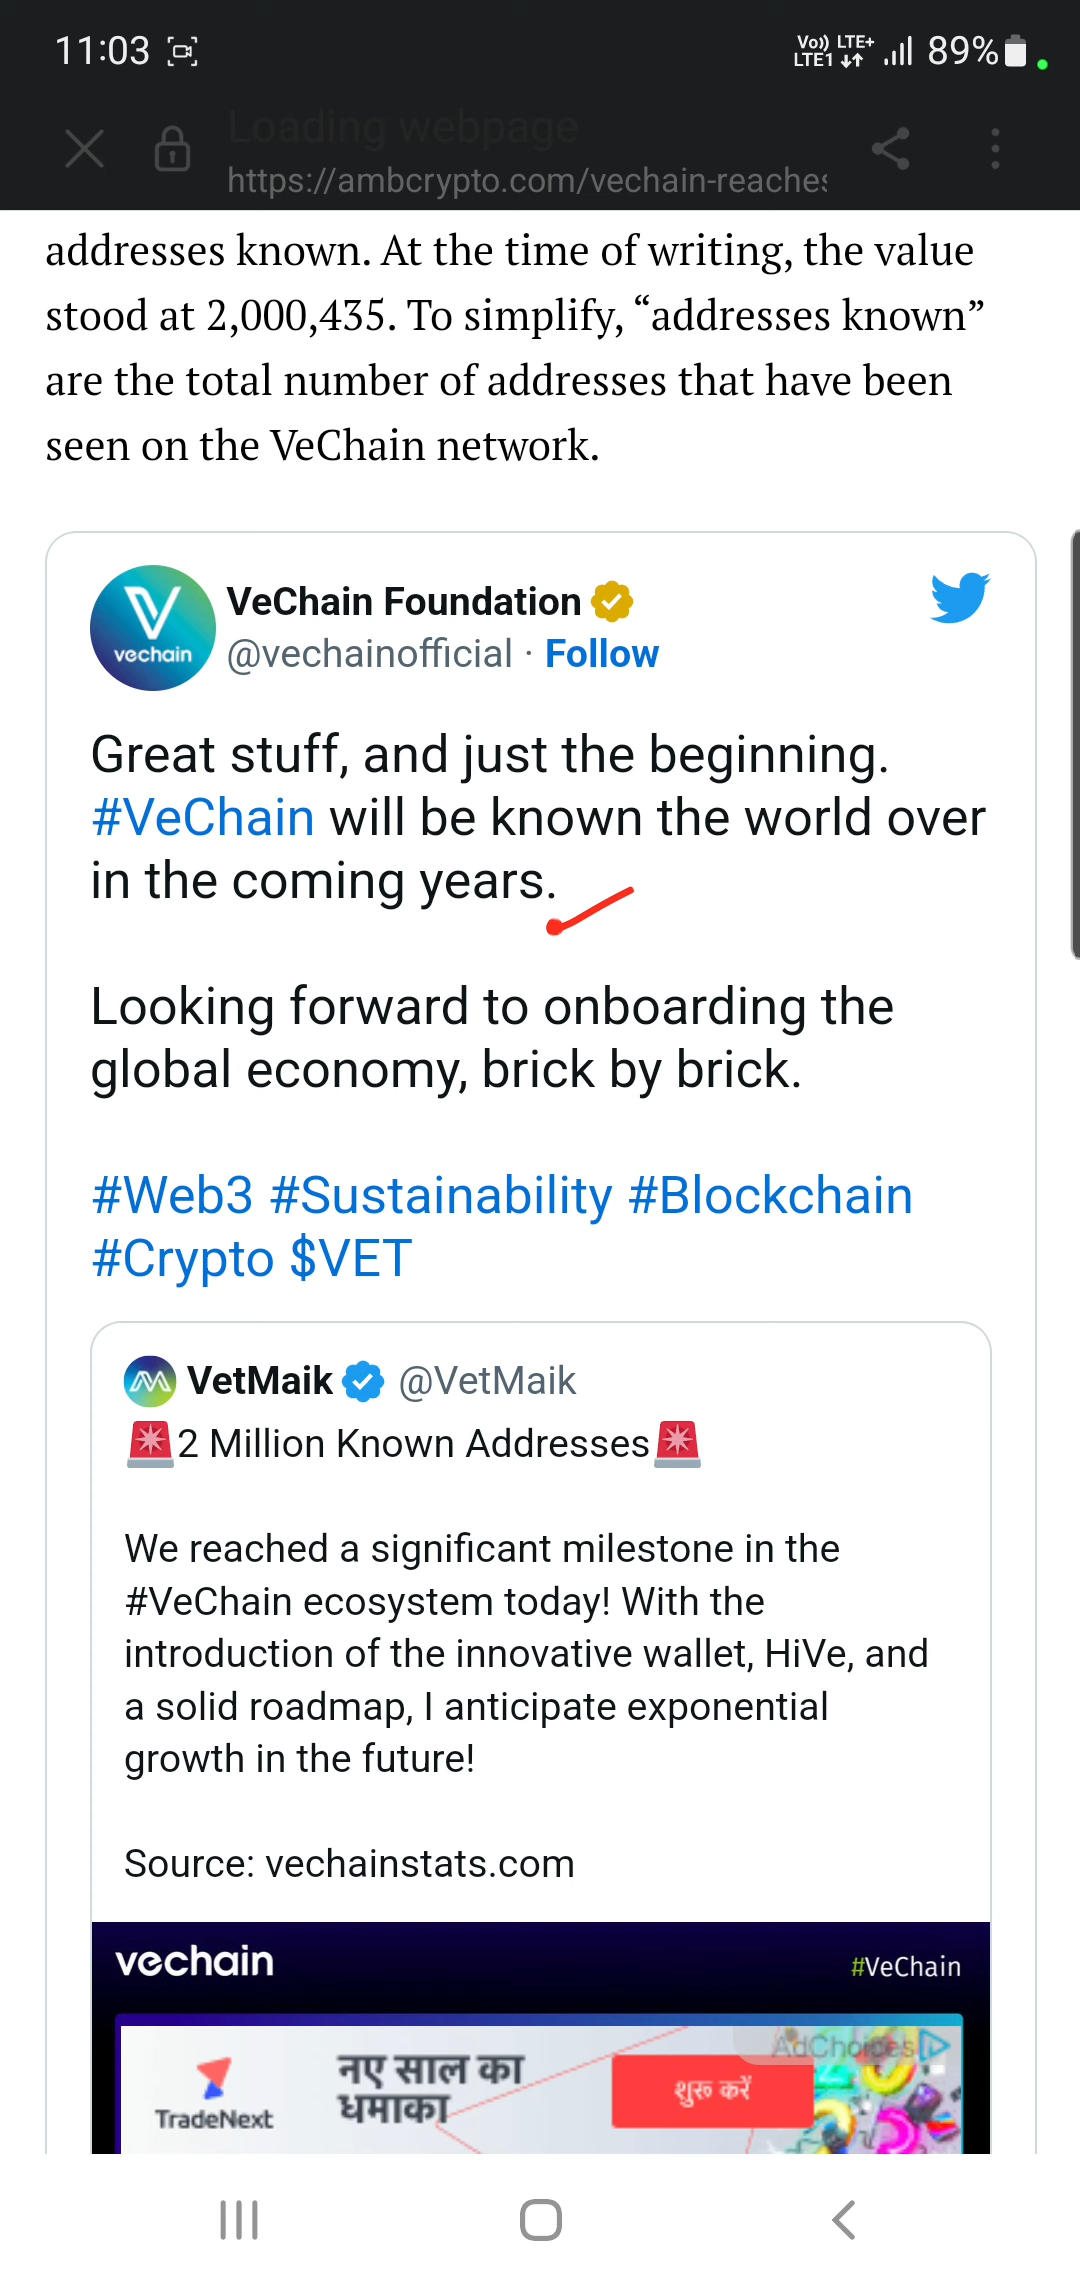 11:03
Vo)) LTE+
LTE1
89%
Loading webpage
https://ambcrypto.com/vechain-reaches
addresses known. At the time of writing, the value
stood at 2,000,435. To simplify, “addresses known”
are the total number of addresses that have been
seen on the VeChain network.
vechain
VeChain Foundation
@vechainofficial · Follow
Great stuff, and just the beginning.
#VeChain will be known the world over
in the coming years.
Looking forward to onboarding the
global economy, brick by brick.
#Web3 #Sustainability #Blockchain
#Crypto $VET
VetMaik @VetMaik
🚨2 Million Known Addresses🚨
We reached a significant milestone in the
#VeChain ecosystem today! With the
introduction of the innovative wallet, HiVe, and
a solid roadmap, I anticipate exponential
growth in the future!
Source: vechainstats.com
vechain
#VeChain
AdChoices
TradeNext
नए साल का
धमाका
शुरू करें